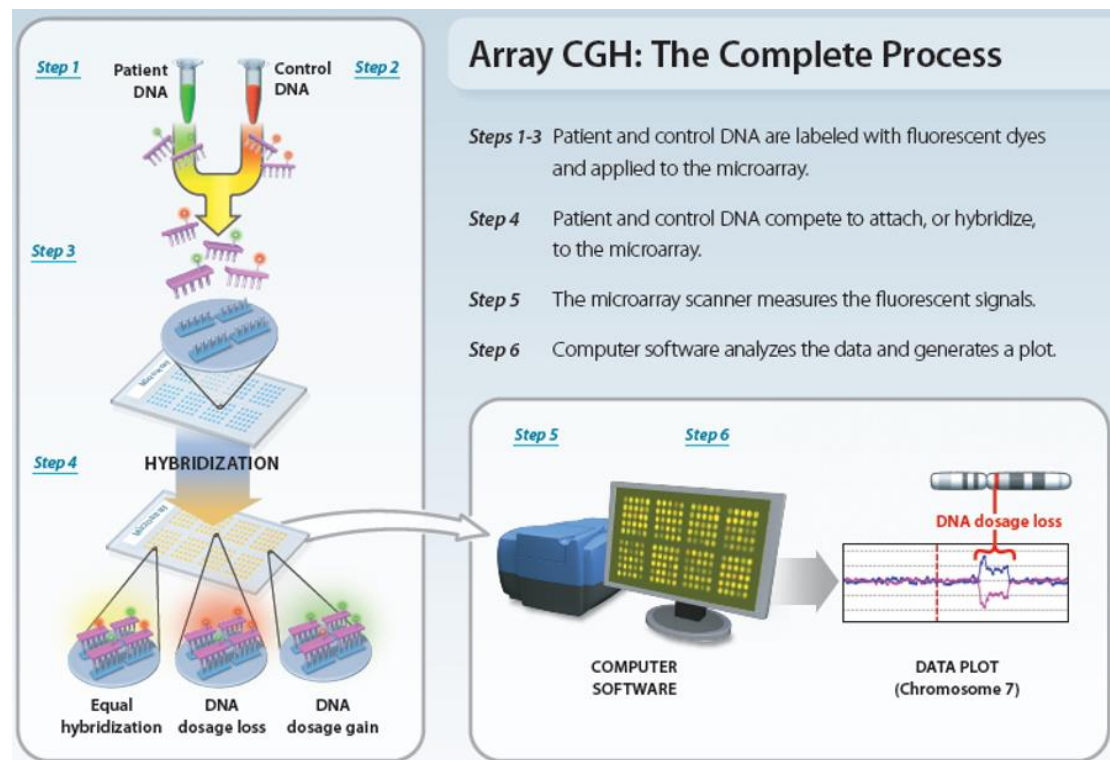 Array CGH: The Complete Process
Step 1
Patient
DNA
Control
DNA
Step 2
Step 3
HYBRIDIZATION
Step 4
Equal
hybridization
DNA
dosage loss
DNA
dosage gain
Steps 1-3 Patient and control DNA are labeled with fluorescent dyes
and applied to the microarray.
Step 4 Patient and control DNA compete to attach, or hybridize,
to the microarray.
Step 5 The microarray scanner measures the fluorescent signals.
Step 6 Computer software analyzes the data and generates a plot.
Step 5
Step 6
DNA dosage loss
COMPUTER
SOFTWARE
DATA PLOT
(Chromosome 7)